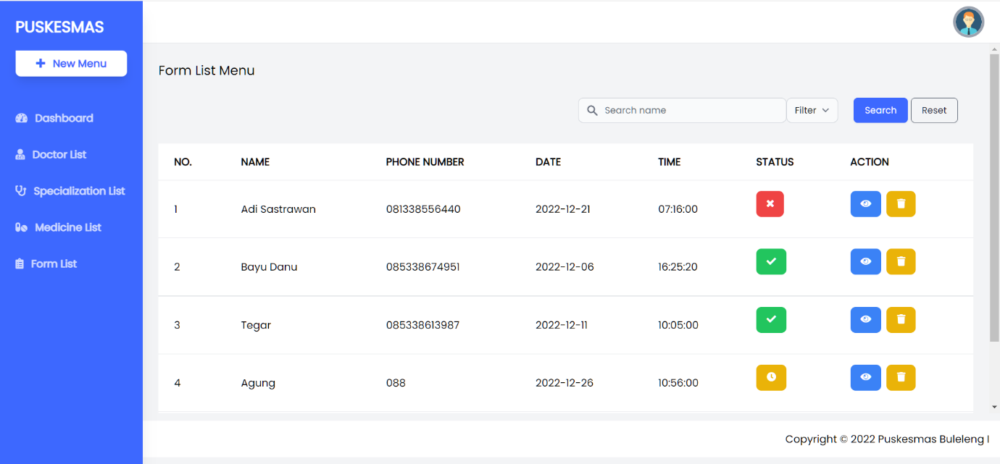 PUSKESMAS
New Menu
Dashboard
Doctor List
Specialization List
Medicine List
Form List
Form List Menu
Search name Filter Search Reset
NO. NAME PHONE NUMBER DATE TIME STATUS ACTION
1 Adi Sastrawan 081338556440 2022-12-21 07:16:00
2 Bayu Danu 085338674951 2022-12-06 16:25:20
3 Tegar 085338613987 2022-12-11 10:05:00
4 Agung 088 2022-12-26 10:56:00
Copyright © 2022 Puskesmas Buleleng I